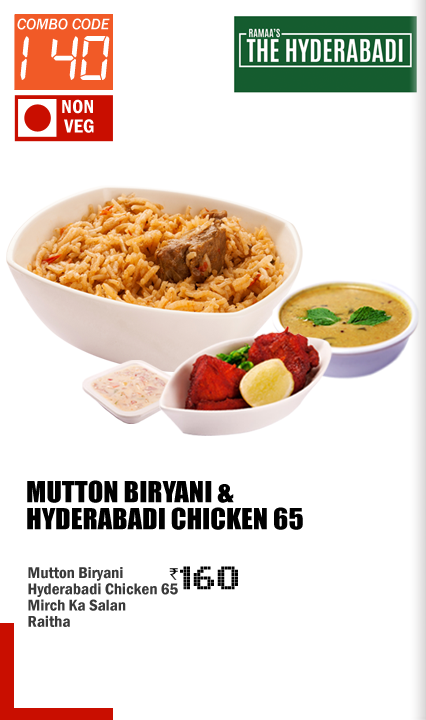 COMBO CODE
140
NON
VEG
RAMAA'S
THE HYDERABADI
MUTTON BIRYANI &
HYDERABADI CHICKEN 65
Mutton Biryani
Hyderabadi Chicken 65
Mirch Ka Salan
Raitha
₹160